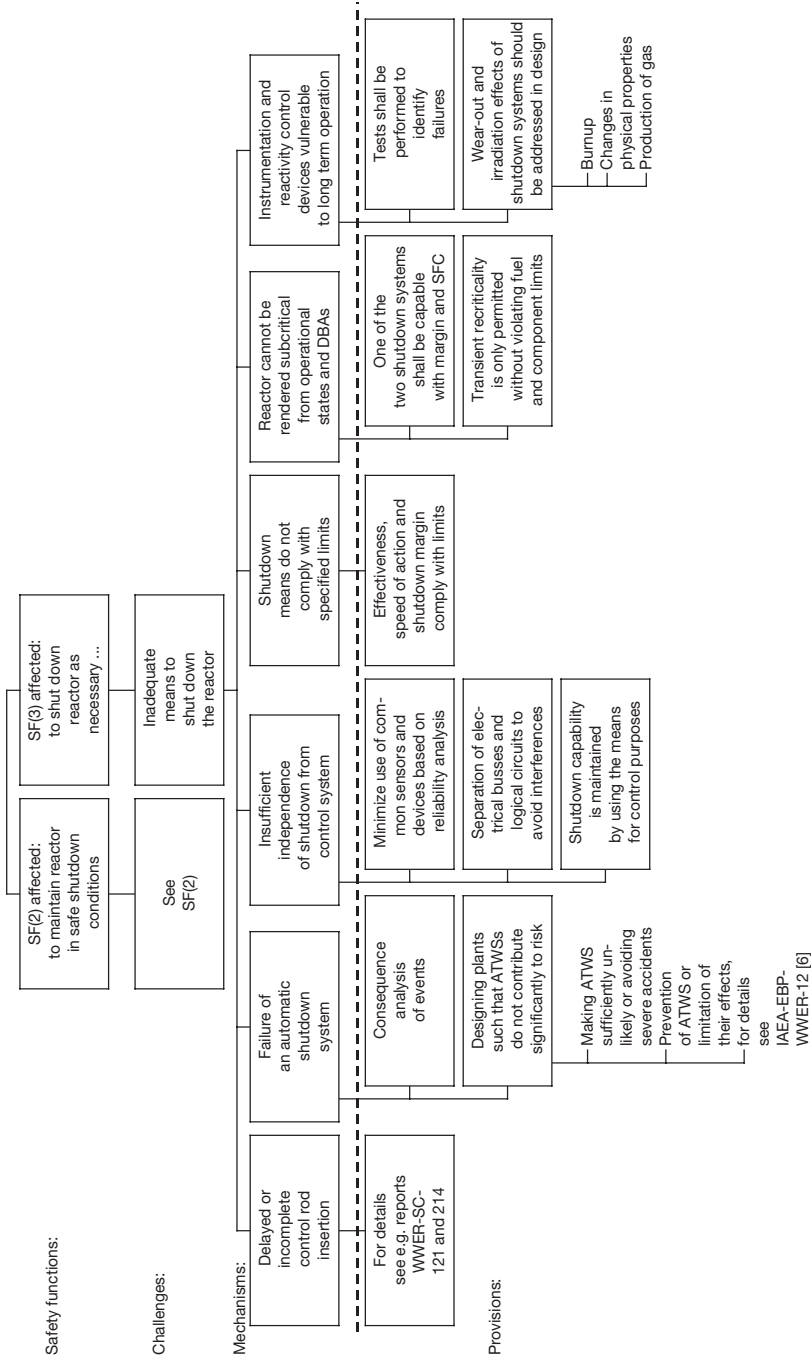 Safety functions:
SF(2) affected:
to maintain reactor
in safe shutdown
conditions
SF(3) affected:
to shut down
reactor as
necessary ...
Challenges:
See
SF(2)
Inadequate
means to
shut down
the reactor
Mechanisms:
Delayed or
incomplete
control rod
insertion
Failure of
an automatic
shutdown
system
Insufficient
independence
of shutdown from
control system
Shutdown
means do not
comply with
specified limits
Reactor cannot be
rendered subcritical
from operational
states and DBAs
Instrumentation and
reactivity control
devices vulnerable
to long term operation
Provisions:
For details
see e.g. reports
WWER-SC-
121 and 214
Consequence
analysis
of events
Designing plants
such that ATWSs
do not contribute
significantly to risk
Making ATWS
sufficiently un-
likely or avoiding
severe accidents
Prevention
of ATWS or
limitation of
their effects,
for details
see
IAEA-EBP-
WWER-12 [6]
Minimize use of com-
mon sensors and
devices based on
reliability analysis
Separation of elec-
trical busses and
logical circuits to
avoid interferences
Shutdown capability
is maintained
by using the means
for control purposes
Effectiveness,
speed of action and
shutdown margin
comply with limits
One of the
two shutdown systems
shall be capable
with margin and SFC
Transient recriticality
is only permitted
without violating fuel
and component limits
Tests shall be
performed to
identify
failures
Wear-out and
irradiation effects of
shutdown systems should
be addressed in design
Burnup
Changes in
physical properties
Production of gas